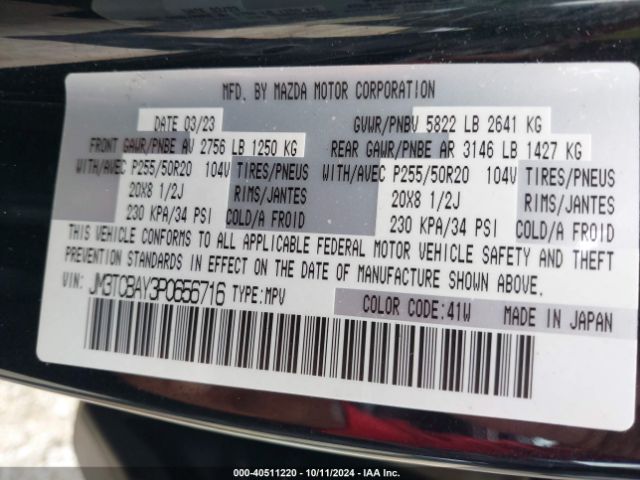 MFD. BY MAZDA MOTOR CORPORATION
DATE 03/23 GVWR/PNBV 5822 LB 2641 KG
FRONT GAWR/PNBE AV 2756 LB 1250 KG REAR GAWR/PNBE AR 3146 LB 1427 KG
WITH/AVEC P255/50R20 104V TIRES/PNEUS WITH/AVEC P255/50R20 104V TIRES/PNEUS
20X8 1/2J RIMS/JANTES 20X8 1/2J RIMS/JANTES
230 KPA/34 PSI COLD/A FROID 230 KPA/34 PSI COLD/A FROID
THIS VEHICLE CONFORMS TO ALL APPLICABLE FEDERAL MOTOR VEHICLE SAFETY AND THEFT
PREVENTION STANDARDS IN EFFECT ON THE DATE OF MANUFACTURE SHOWN ABOVE.
VIN: JM3TCBAY3P0656716 TYPE:MPV COLOR CODE:41W MADE IN JAPAN
000-40511220 - 10/11/2024 - IAA Inc.